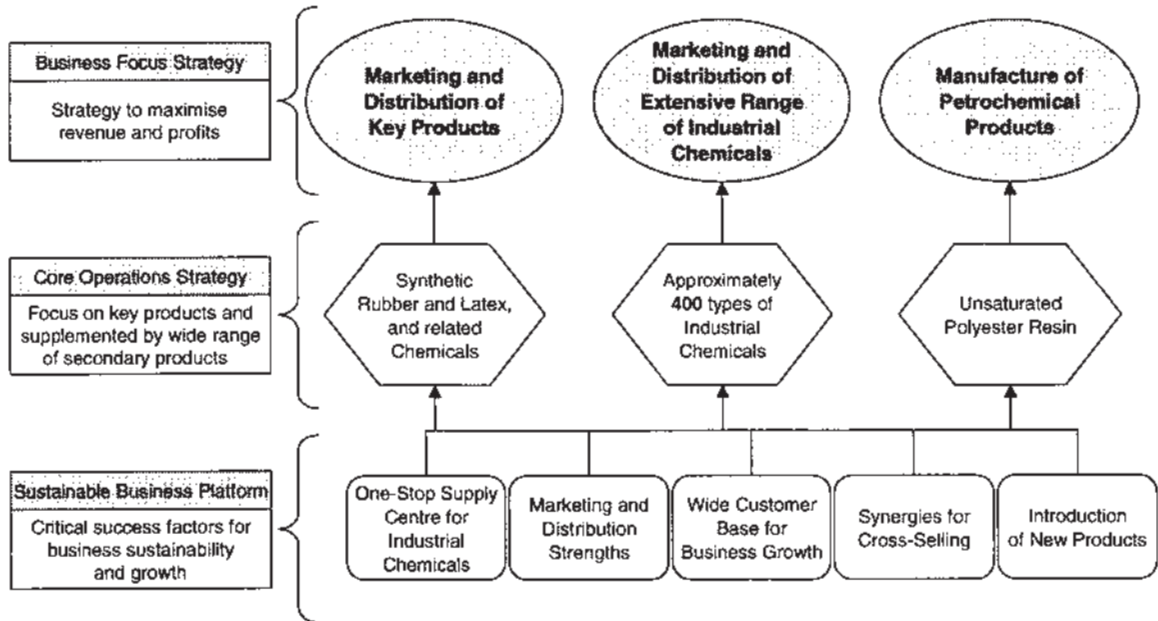 Business Focus Strategy
Strategy to maximise
revenue and profits
Marketing and
Distribution of
Key Products
Marketing and
Distribution of
Extensive Range
of Industrial
Chemicals
Manufacture of
Petrochemical
Products
Core Operations Strategy
Focus on key products and
supplemented by wide range
of secondary products
Synthetic
Rubber and Latex,
and related
Chemicals
Approximately
400 types of
Industrial
Chemicals
Unsaturated
Polyester Resin
Sustainable Business Platform
Critical success factors for
business sustainability
and growth
One-Stop Supply
Centre for
Industrial
Chemicals
Marketing and
Distribution
Strengths
Wide Customer
Base for
Business Growth
Synergies for
Cross-Selling
Introduction
of New Products